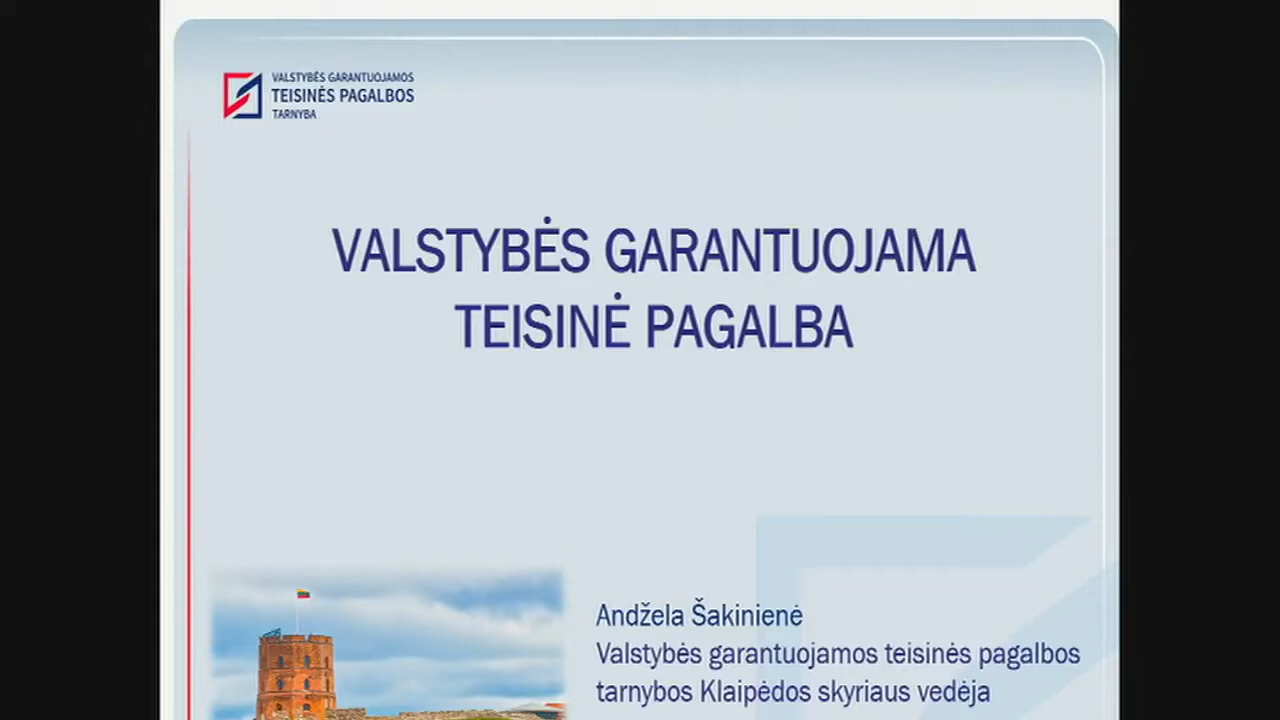 VALSTYBĖS GARANTUOJAMOS
TEISINĖS PAGALBOS
TARNYBA
VALSTYBĖS GARANTUOJAMA
TEISINĖ PAGALBA
Andžela Šakinienė
Valstybės garantuojamos teisinės pagalbos
tarnybos Klaipėdos skyriaus vedėja